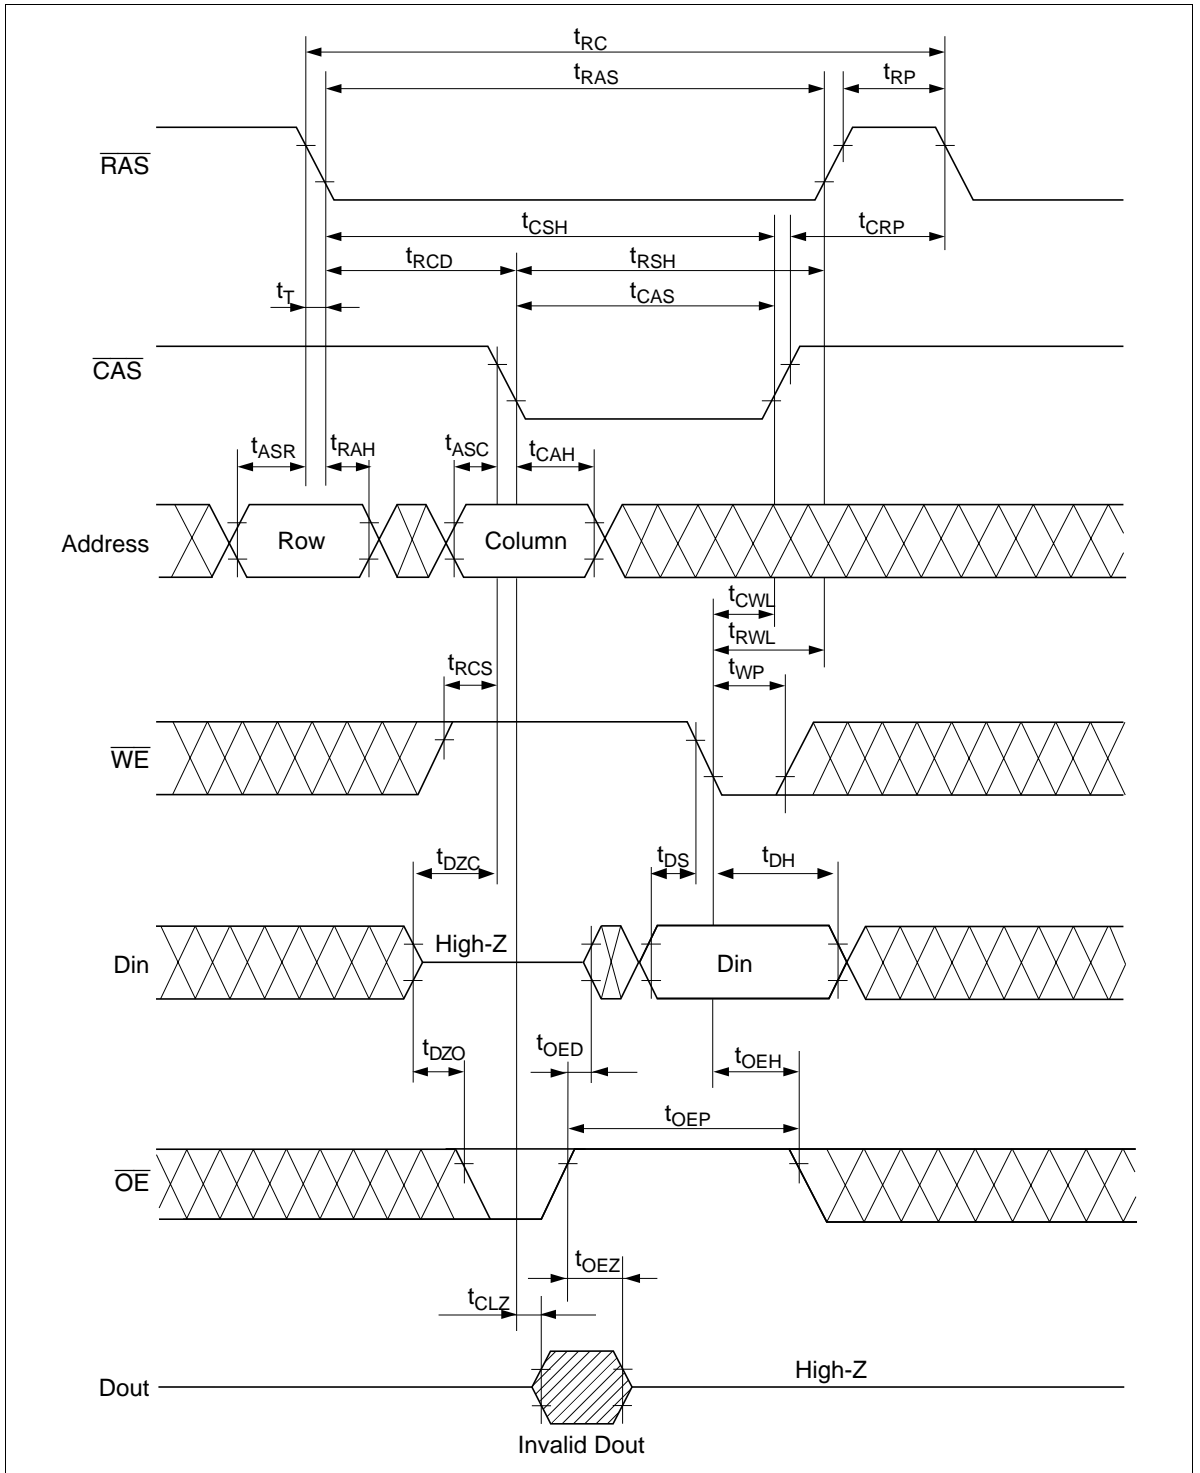 tRC
tRAS
tRP
RAS
tCSH
tCRP
tRCD
tRSH
tT
tCAS
CAS
tASR
tRAH
tASC
tCAH
Address
Row
Column
tCWL
tRWL
tRCS
tWP
WE
tDZC
tDS
tDH
Din
High-Z
Din
tDZO
tOED
tOEH
tOEP
OE
tOEZ
tCLZ
Dout
High-Z
Invalid Dout